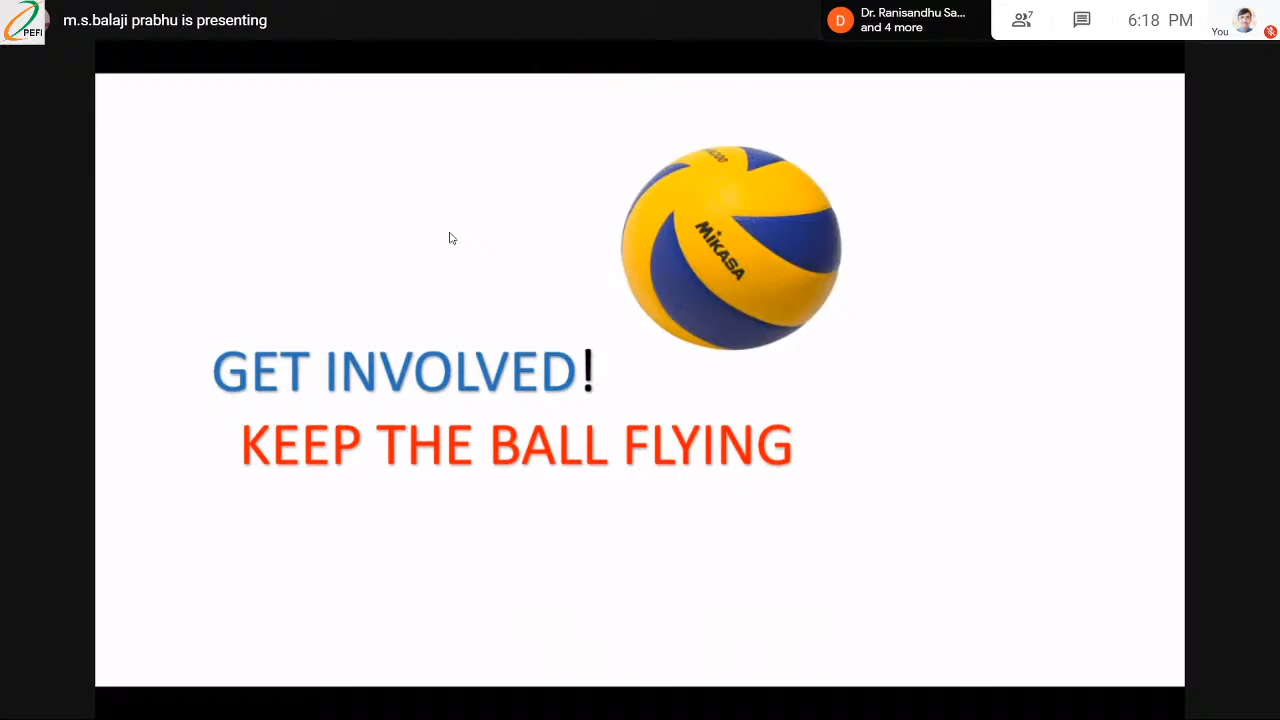 PEFI
m.s.balaji prabhu is presenting
D
Dr. Ranisandhu Sa...
and 4 more
7
6:18 PM
You
MIKASA
GET INVOLVED!
KEEP THE BALL FLYING